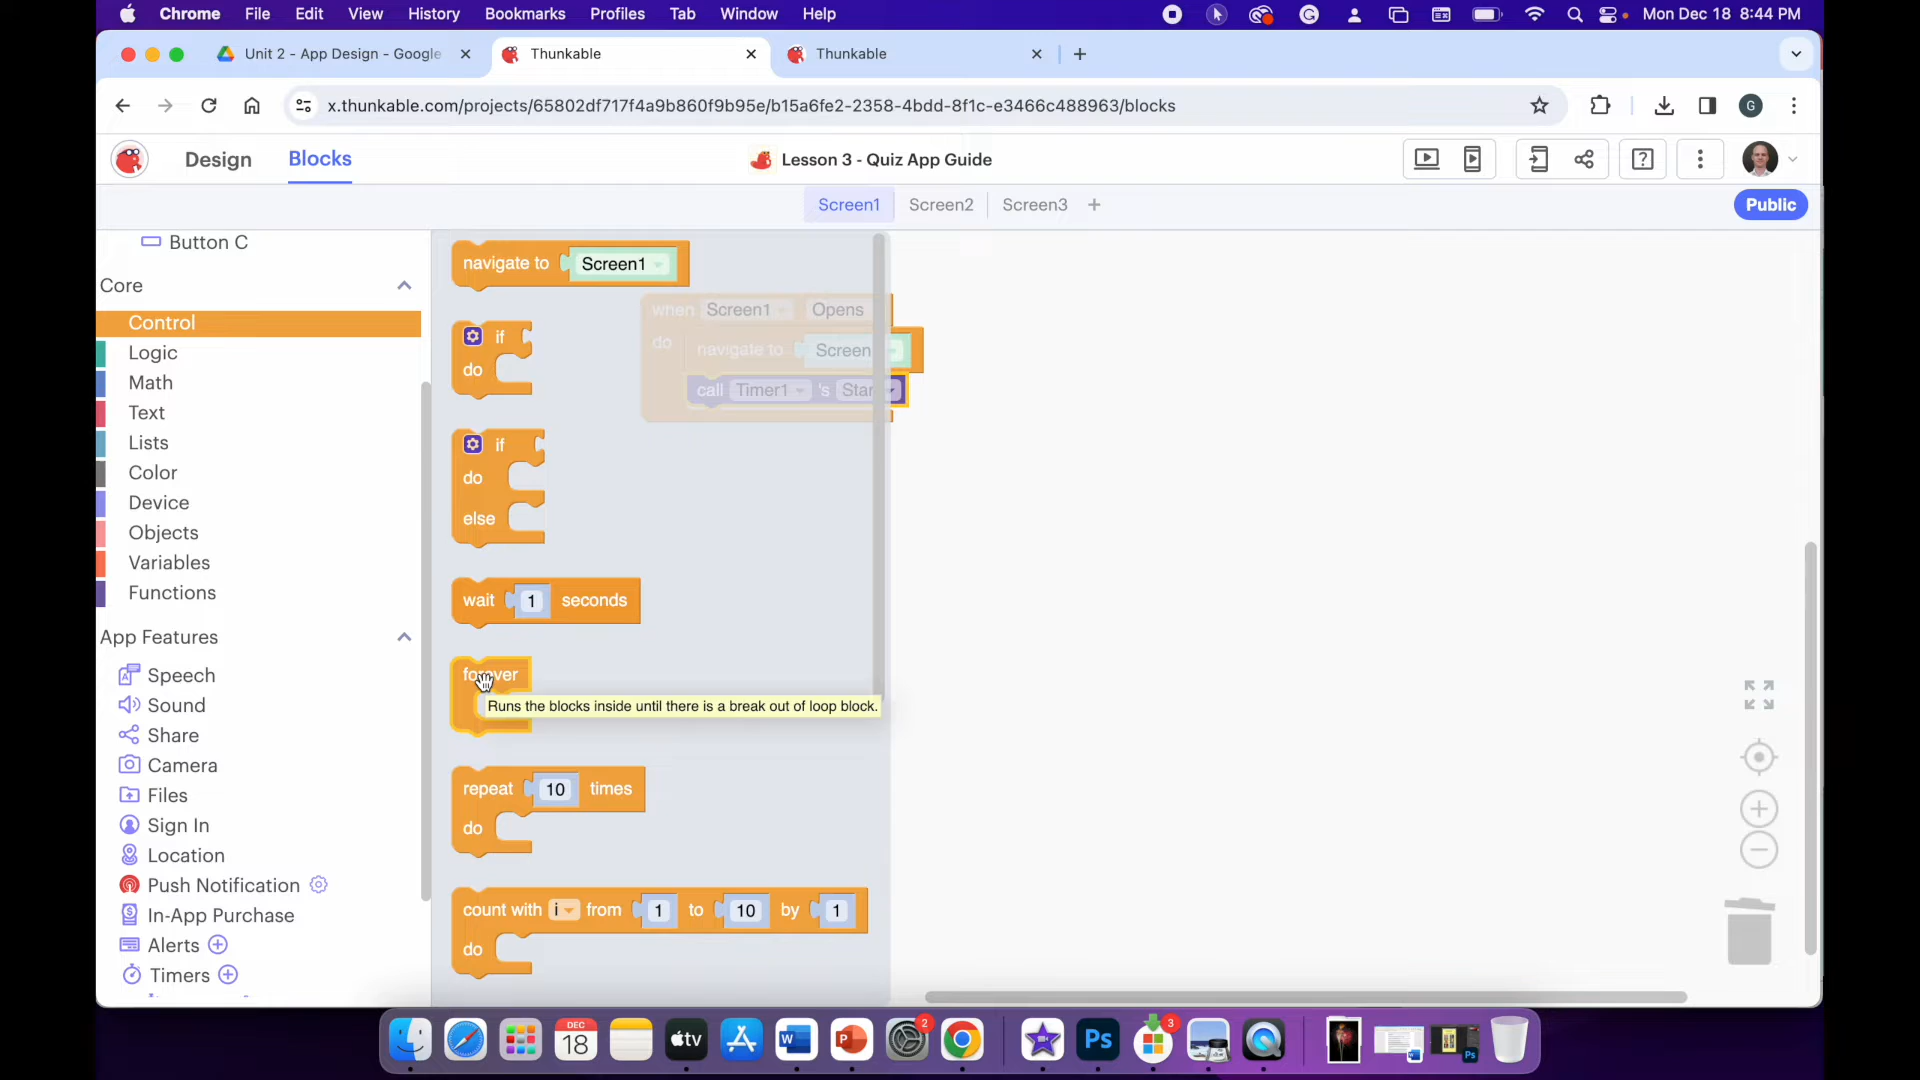 Chrome File Edit View History Bookmarks Profiles Tab Window Help Mon Dec 18 8:44 PM
Unit 2 - App Design - Google Thunkable Thunkable
x.thunkable.com/projects/65802df717f4a9b860f9b95e/b15a6fe2-2358-4bdd-8f1c-e3466c488963/blocks G
Design Blocks Lesson 3 - Quiz App Guide
Screen1 Screen2 Screen3 + Public
Button C
Core
Control
Logic
Math
Text
Lists
Color
Device
Objects
Variables
Functions
App Features
Speech
Sound
Share
Camera
Files
Sign In
Location
Push Notification
In-App Purchase
Alerts
Timers
navigate to Screen1
when Screen1 Opens
do navigate to Screen
call Timer1 's Star
if
do
if
do
else
wait 1 seconds
forever
Runs the blocks inside until there is a break out of loop block.
repeat 10 times
do
count with i from 1 to 10 by 1
do
DEC
18
tv
W
P
2
Ps
3